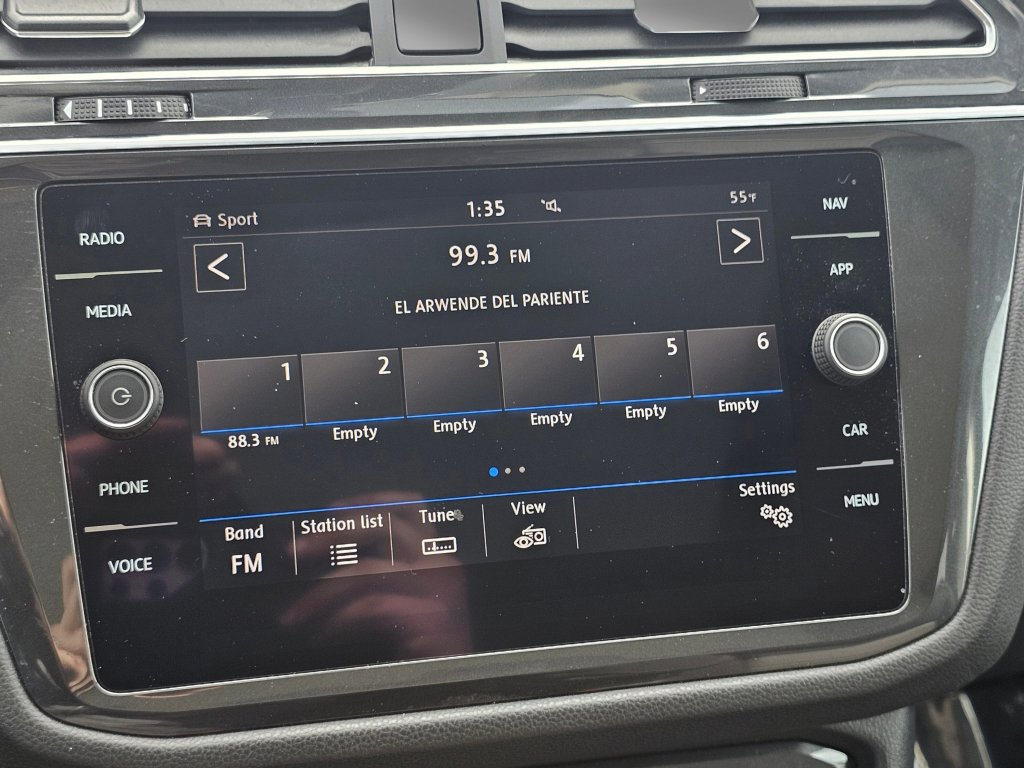 Sport 1:35 55°F
99.3 FM
EL ARWENDE DEL PARIENTE
1 2 3 4 5 6
88.3 FM Empty Empty Empty Empty Empty
Band Station list Tune View Settings
FM
RADIO
MEDIA
PHONE
VOICE
NAV
APP
CAR
MENU